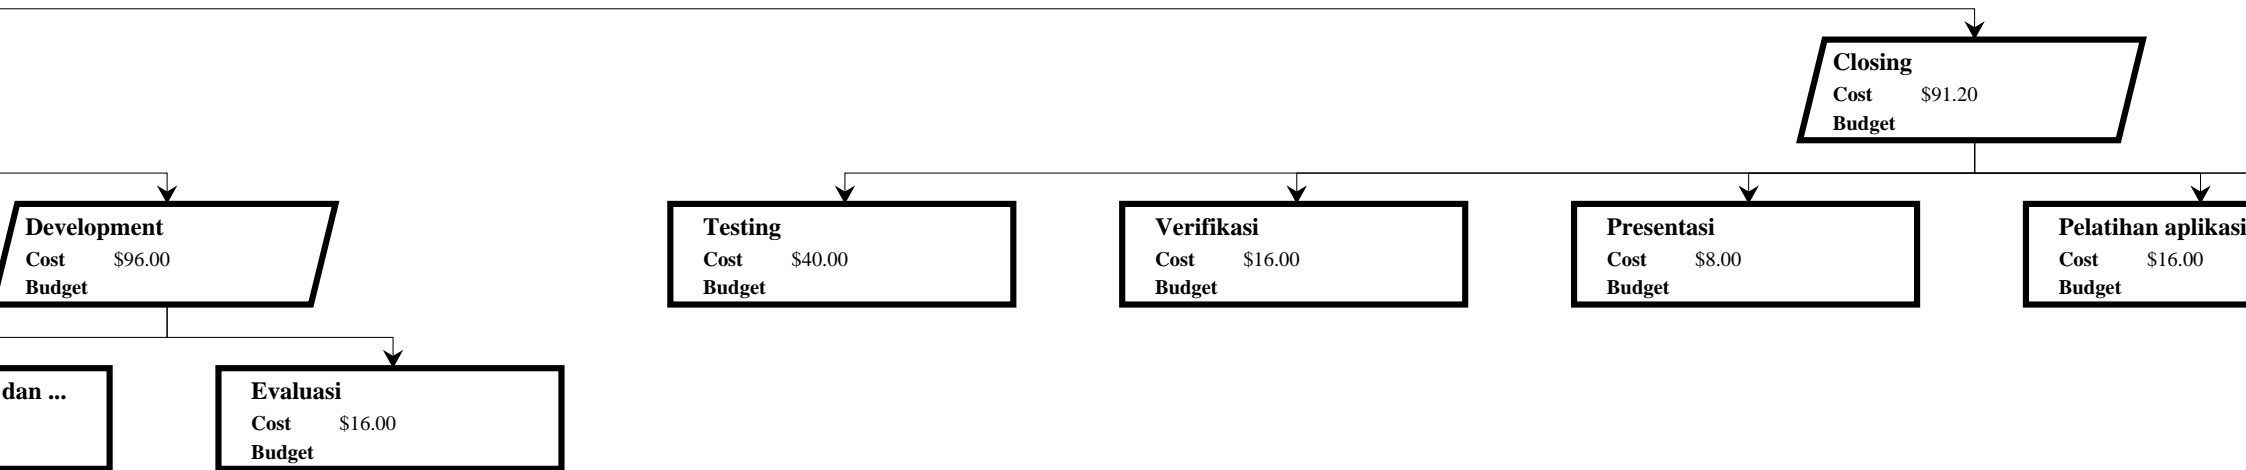 Closing
Cost $91.20
Budget
Development
Cost $96.00
Budget
Testing
Cost $40.00
Budget
Verifikasi
Cost $16.00
Budget
Presentasi
Cost $8.00
Budget
Pelatihan aplikasi
Cost $16.00
Budget
dan ...
Evaluasi
Cost $16.00
Budget